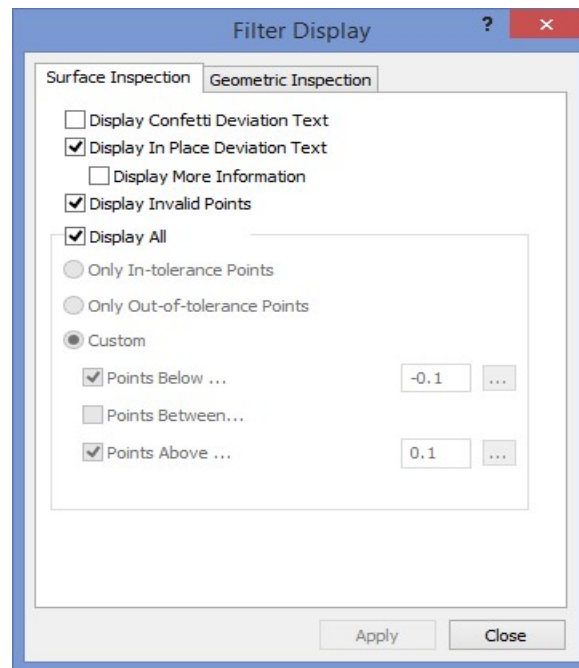 Filter Display ?
Surface Inspection Geometric Inspection
Display Confetti Deviation Text
Display In Place Deviation Text
Display More Information
Display Invalid Points
Display All
Only In-tolerance Points
Only Out-of-tolerance Points
Custom
Points Below ... -0.1 ...
Points Between...
Points Above ... 0.1 ...
Apply Close